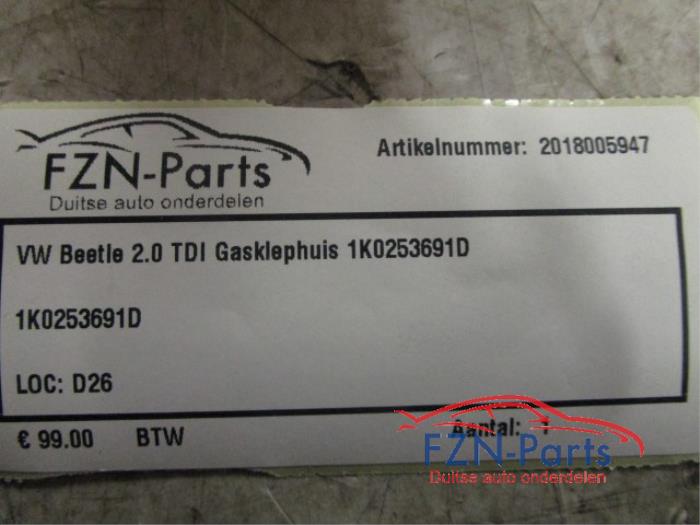 FZN-Parts
Duitse auto onderdelen
Artikelnummer: 2018005947
VW Beetle 2.0 TDI Gasklephuis 1K0253691D
1K0253691D
LOC: D26
€ 99.00 BTW Aantal: 1
FZN-Parts
Duitse auto onderdelen